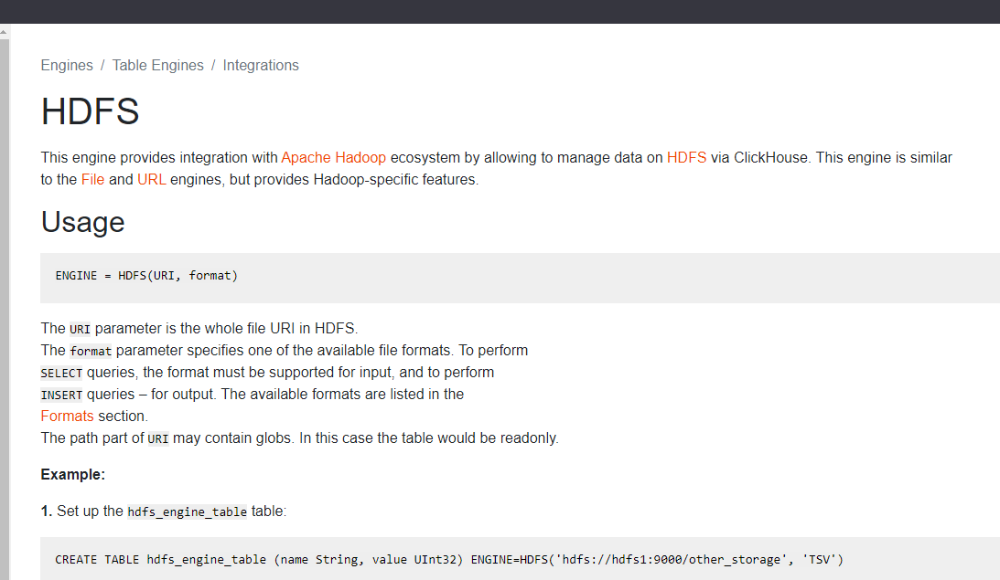 Engines / Table Engines / Integrations
HDFS
This engine provides integration with Apache Hadoop ecosystem by allowing to manage data on HDFS via ClickHouse. This engine is similar
to the File and URL engines, but provides Hadoop-specific features.
Usage
ENGINE = HDFS(URI, format)
The URI parameter is the whole file URI in HDFS.
The format parameter specifies one of the available file formats. To perform
SELECT queries, the format must be supported for input, and to perform
INSERT queries – for output. The available formats are listed in the
Formats section.
The path part of URI may contain globs. In this case the table would be readonly.
Example:
1. Set up the hdfs_engine_table table:
CREATE TABLE hdfs_engine_table (name String, value UInt32) ENGINE=HDFS('hdfs://hdfs1:9000/other_storage', 'TSV')